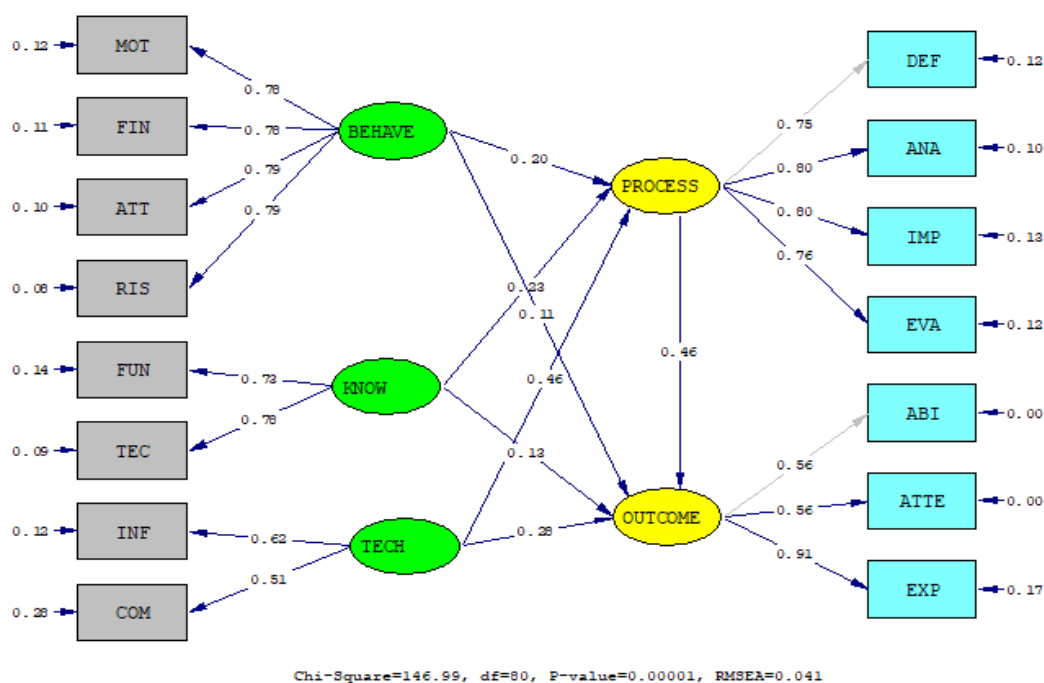 0.12 MOT
0.11 FIN
0.10 ATT
0.08 RIS
0.14 FUN
0.09 TEC
0.12 INF
0.28 COM
0.78
0.78
0.79
0.79
0.73
0.78
0.62
0.51
BEHAVE
KNOW
TECH
0.20
0.23
0.11
0.46
0.13
0.28
PROCESS
0.46
OUTCOME
0.75
0.80
0.80
0.76
0.56
0.56
0.91
DEF 0.12
ANA 0.10
IMP 0.13
EVA 0.12
ABI 0.00
ATTE 0.00
EXP 0.17
Chi-Square=146.99, df=80, P-value=0.00001, RMSEA=0.041